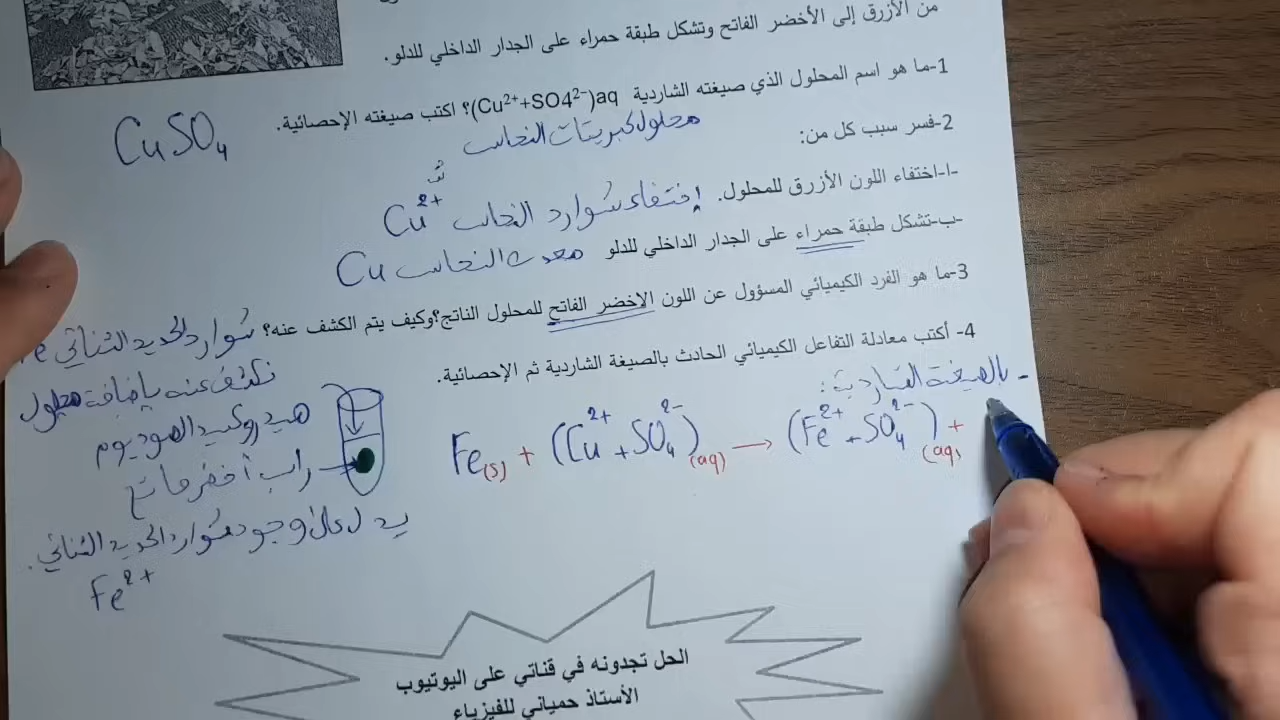 من الأزرق إلى الأخضر الفاتح وتشكل طبقة حمراء على الجدار الداخلي للدلو.
1-ما هو اسم المحلول الذي صيغته الشاردية (Cu²⁺+SO4²⁻)aq؟ اكتب صيغته الإحصائية.
CuSO₄
محلول كبريتات النحاس
2-فسر سبب كل من:
-ا-اختفاء اللون الأزرق للمحلول. إختفاء شوارد النحاس Cu²⁺
-ب-تشكل طبقة حمراء على الجدار الداخلي للدلو معدن النحاس Cu
3-ما هو الفرد الكيميائي المسؤول عن اللون الاخضر الفاتح للمحلول الناتج؟وكيف يتم الكشف عنه؟ شوارد الحديد الثنائي Fe
نكشف عنه بإضافة محلول
هيدروكسيد الصوديوم
راسب أخضر فاتح
يدل على وجود شوارد الحديد الثنائي.
Fe²⁺
4- أكتب معادلة التفاعل الكيميائي الحادث بالصيغة الشاردية ثم الإحصائية.
- بالصيغة الشاردية:
Fe(s) + (Cu²⁺ + SO₄²⁻)(aq) → (Fe²⁺ + SO₄²⁻)(aq) +
الحل تجدونه في قناتي على اليوتيوب
الأستاذ حمياني للفيزياء